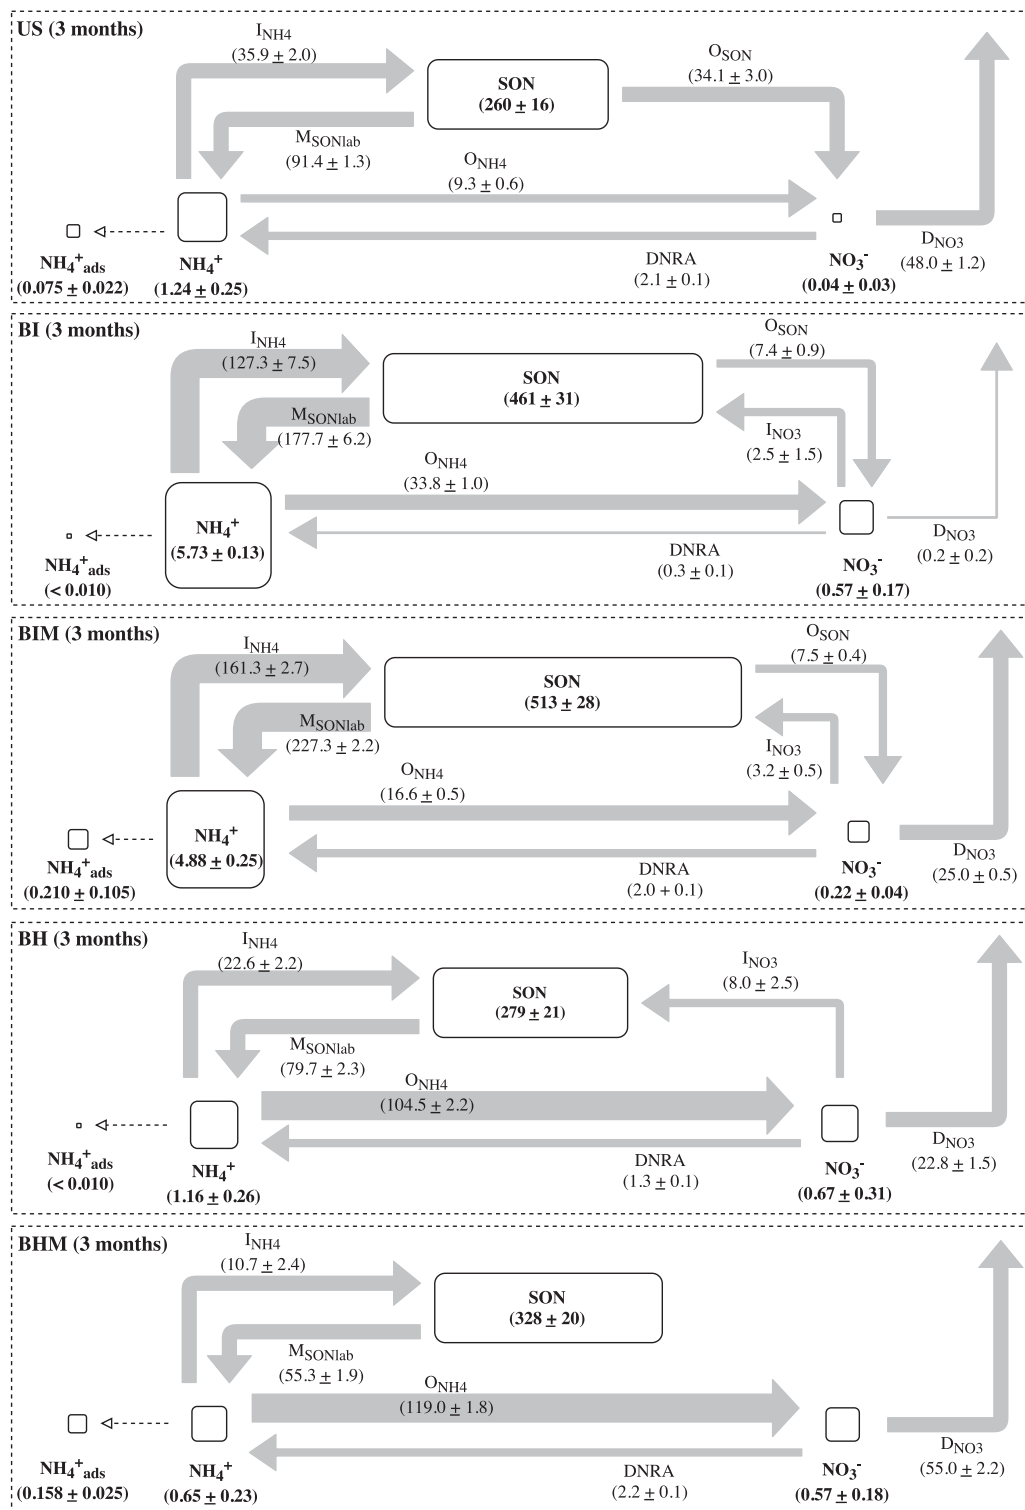 US (3 months)
I_NH4
(35.9 ± 2.0)
O_SON
(34.1 ± 3.0)
SON
(260 ± 16)
M_SONlab
(91.4 ± 1.3)
O_NH4
(9.3 ± 0.6)
DNRA
(2.1 ± 0.1)
D_NO3
(48.0 ± 1.2)
NH4+ads
(0.075 ± 0.022)
NH4+
(1.24 ± 0.25)
NO3-
(0.04 ± 0.03)
BI (3 months)
I_NH4
(127.3 ± 7.5)
O_SON
(7.4 ± 0.9)
SON
(461 ± 31)
M_SONlab
(177.7 ± 6.2)
I_NO3
(2.5 ± 1.5)
O_NH4
(33.8 ± 1.0)
NH4+
(5.73 ± 0.13)
DNRA
(0.3 ± 0.1)
D_NO3
(0.2 ± 0.2)
NH4+ads
(< 0.010)
NO3-
(0.57 ± 0.17)
BIM (3 months)
I_NH4
(161.3 ± 2.7)
O_SON
(7.5 ± 0.4)
SON
(513 ± 28)
M_SONlab
(227.3 ± 2.2)
I_NO3
(3.2 ± 0.5)
O_NH4
(16.6 ± 0.5)
NH4+
(4.88 ± 0.25)
DNRA
(2.0 + 0.1)
D_NO3
(25.0 ± 0.5)
NH4+ads
(0.210 ± 0.105)
NO3-
(0.22 ± 0.04)
BH (3 months)
I_NH4
(22.6 ± 2.2)
I_NO3
(8.0 ± 2.5)
SON
(279 ± 21)
M_SONlab
(79.7 ± 2.3)
O_NH4
(104.5 ± 2.2)
DNRA
(1.3 ± 0.1)
D_NO3
(22.8 ± 1.5)
NH4+ads
(< 0.010)
NH4+
(1.16 ± 0.26)
NO3-
(0.67 ± 0.31)
BHM (3 months)
I_NH4
(10.7 ± 2.4)
SON
(328 ± 20)
M_SONlab
(55.3 ± 1.9)
O_NH4
(119.0 ± 1.8)
DNRA
(2.2 ± 0.1)
D_NO3
(55.0 ± 2.2)
NH4+ads
(0.158 ± 0.025)
NH4+
(0.65 ± 0.23)
NO3-
(0.57 ± 0.18)